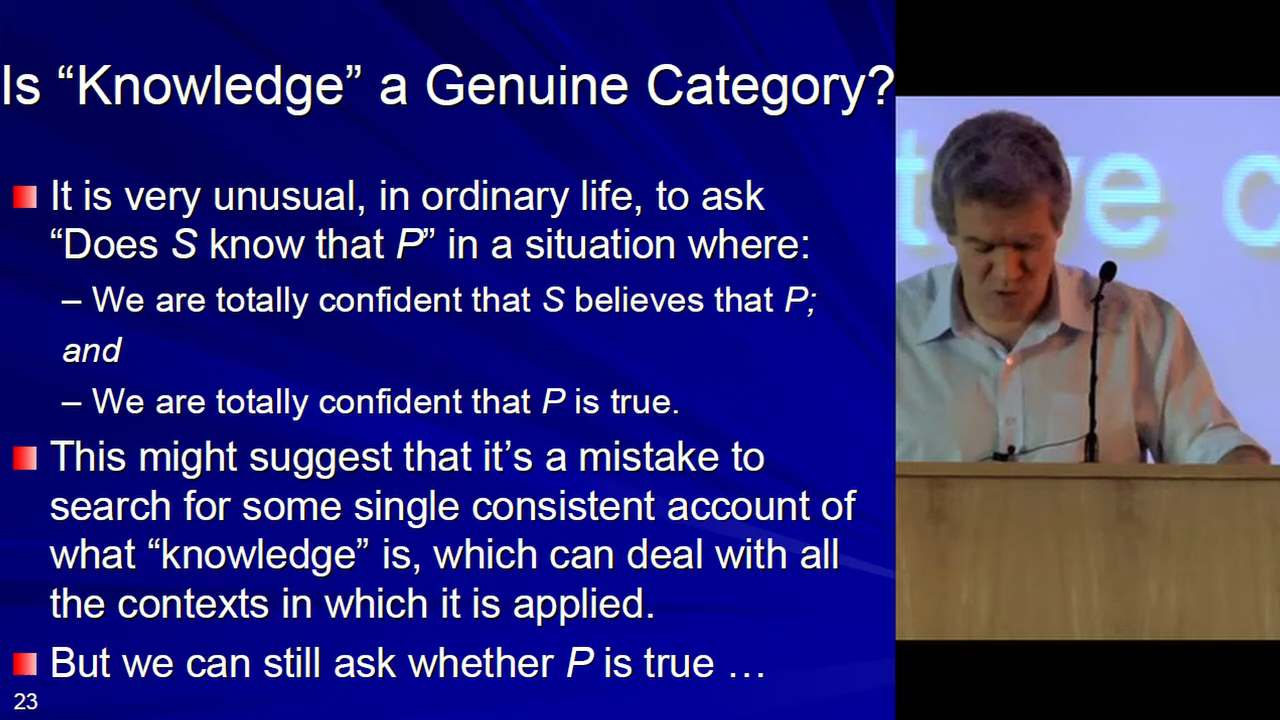 Is “Knowledge” a Genuine Category?
It is very unusual, in ordinary life, to ask
“Does S know that P” in a situation where:
– We are totally confident that S believes that P;
and
– We are totally confident that P is true.
This might suggest that it’s a mistake to
search for some single consistent account of
what “knowledge” is, which can deal with all
the contexts in which it is applied.
But we can still ask whether P is true …
23